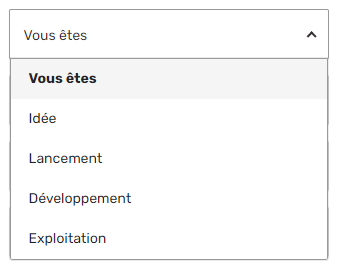 Vous êtes
Vous êtes
Idée
Lancement
Développement
Exploitation